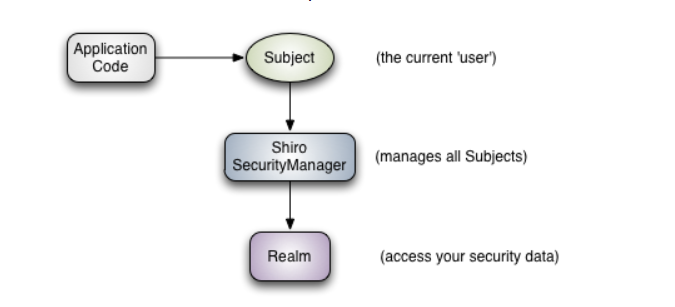 Application
Code
Subject
(the current 'user')
Shiro
SecurityManager
(manages all Subjects)
Realm
(access your security data)